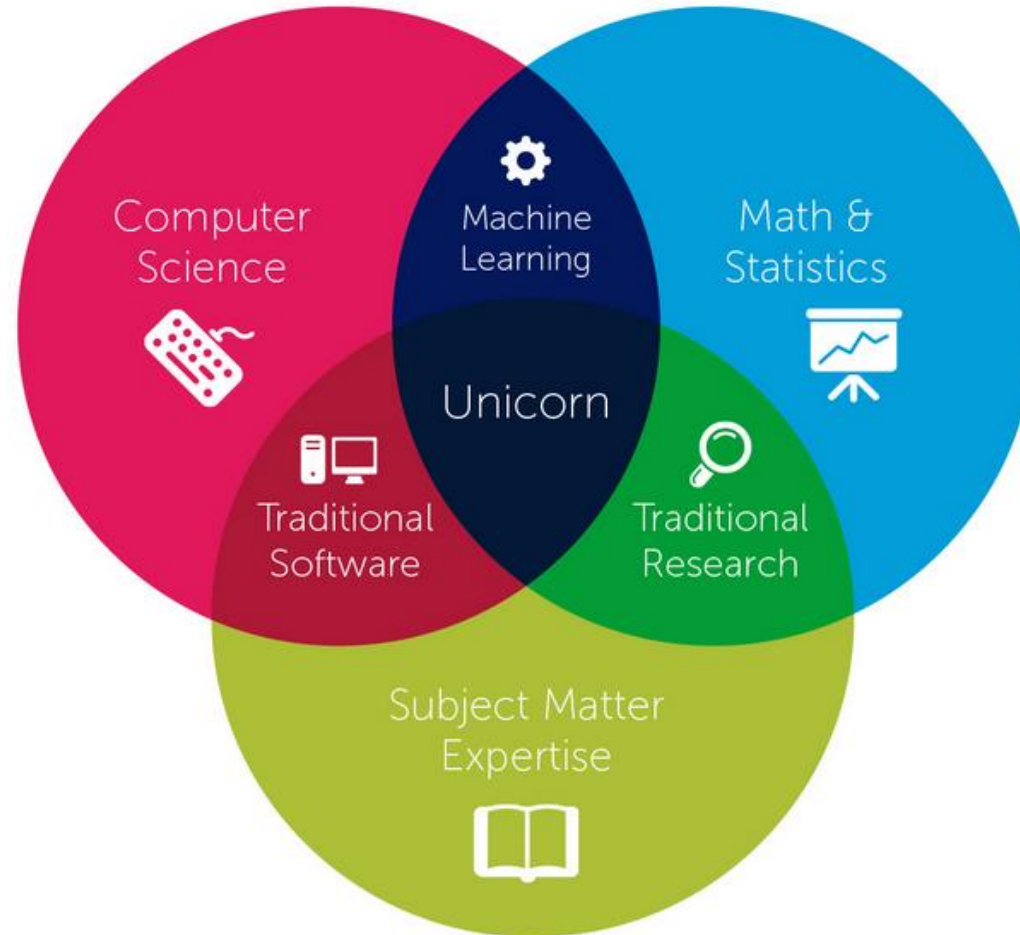 Computer
Science
Machine
Learning
Math &
Statistics
Unicorn
Traditional
Software
Traditional
Research
Subject Matter
Expertise